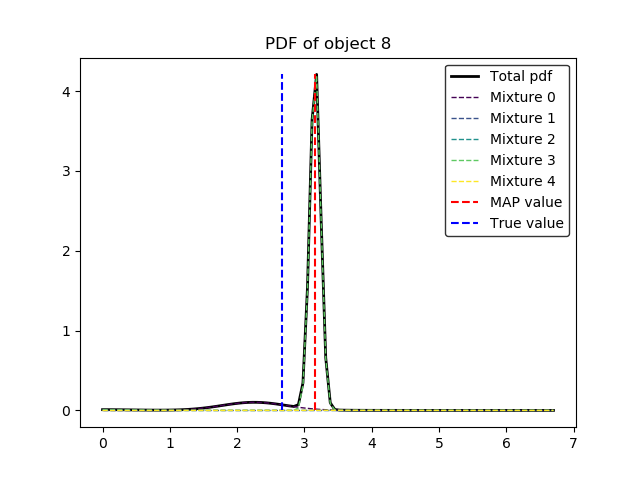 PDF of object 8
Total pdf
Mixture 0
Mixture 1
Mixture 2
Mixture 3
Mixture 4
MAP value
True value
4
3
2
1
0
0 1 2 3 4 5 6 7